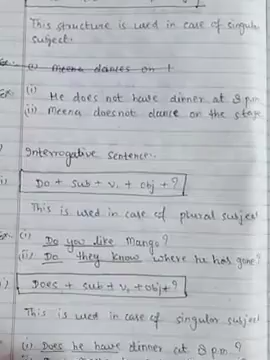 This structure is used in case of singular
subject.
(i) Meena dances on t
Ex. (i) He does not have dinner at 8 p.m
(ii) Meena does not dance on the stage
Interrogative sentence:-
i) Do + sub + v₁ + obj + ?
This is used in case of plural subject
Ex. (i) Do you like Mango?
(ii) Do they know where he has gone?
ii) Does + sub + v₁ + obj + ?
This is used in case of singular subject
(i) Does he have dinner at 8 p.m.?